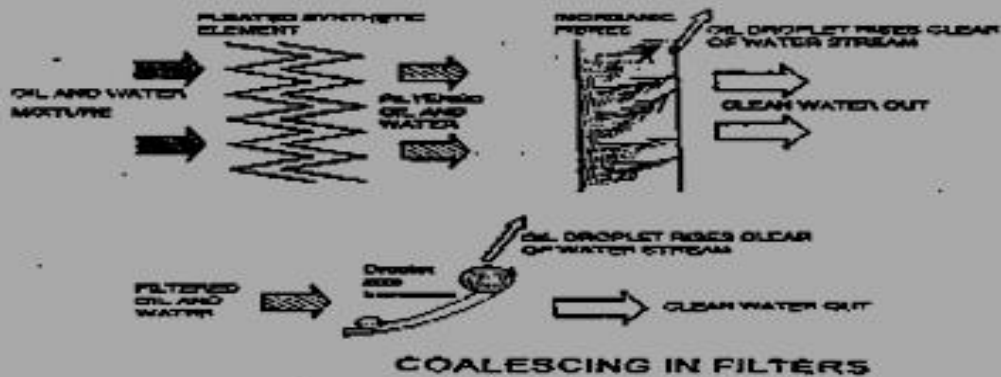 PLEATED SYNTHETIC
ELEMENT
INORGANIC
FIBRES
OIL DROPLET RISES CLEAR
OF WATER STREAM
OIL AND WATER
MIXTURE
FILTERED
OIL AND
WATER
CLEAN WATER OUT
OIL DROPLET RISES CLEAR
OF WATER STREAM
Droplet
FILTERED
OIL AND
WATER
CLEAN WATER OUT
COALESCING IN FILTERS